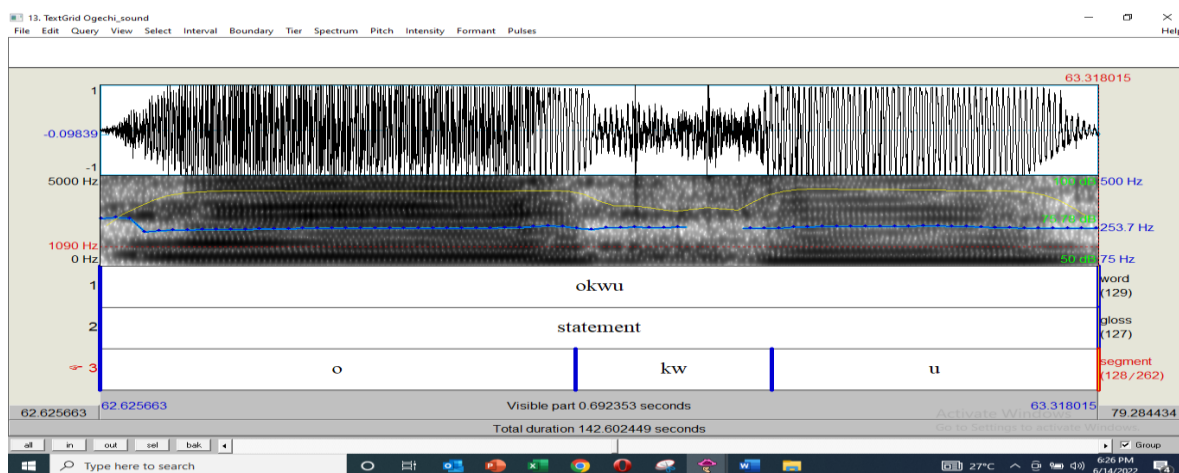 13. TextGrid Ogechi_sound
File Edit Query View Select Interval Boundary Tier Spectrum Pitch Intensity Formant Pulses Help
63.318015
1
-0.09839
-1
5000 Hz 500 Hz
253.7 Hz
1090 Hz
0 Hz 50 dB 75 Hz
1 okwu word
(129)
2 statement gloss
(127)
3 o kw u segment
(128/262)
62.625663 62.625663 Visible part 0.692353 seconds 63.318015 79.284434
Total duration 142.602449 seconds
Activate Windows
Go to Settings to activate Windows.
all in out sel bak Group
Type here to search 27°C 6:26 PM
6/14/2022 4